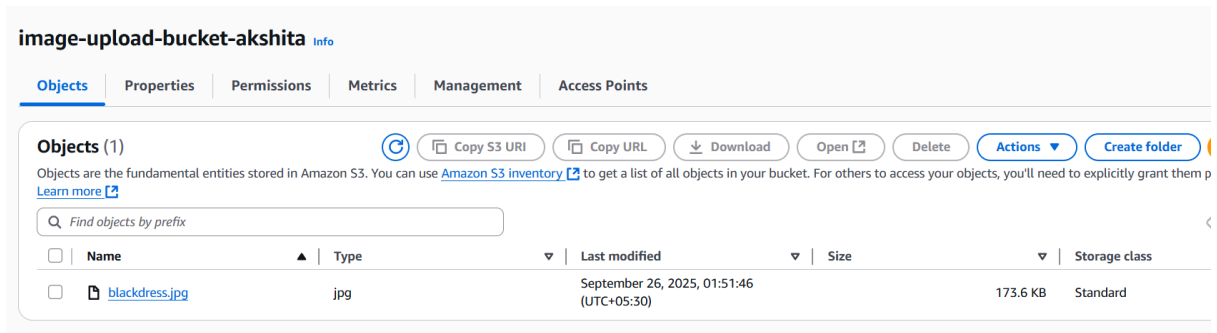 image-upload-bucket-akshita Info
Objects Properties Permissions Metrics Management Access Points
Objects (1) Copy S3 URI Copy URL Download Open Delete Actions Create folder
Objects are the fundamental entities stored in Amazon S3. You can use Amazon S3 inventory to get a list of all objects in your bucket. For others to access your objects, you'll need to explicitly grant them
Learn more
Find objects by prefix
Name Type Last modified Size Storage class
blackdress.jpg jpg September 26, 2025, 01:51:46 (UTC+05:30) 173.6 KB Standard